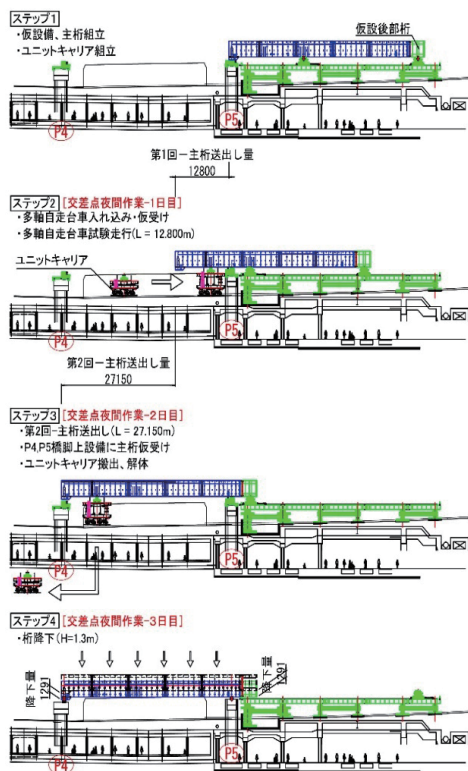 ステップ1
・仮設備、主桁組立
・ユニットキャリア組立
仮設後部桁
P4
P5
第1回－主桁送出し量
12800
ステップ2 [交差点夜間作業-1日目]
・多軸自走台車入れ込み・仮受け
・多軸自走台車試験走行(L = 12.800m)
ユニットキャリア
P4
P5
第2回－主桁送出し量
27150
ステップ3 [交差点夜間作業-2日目]
・第2回-主桁送出し(L = 27.150m)
・P4,P5橋脚上設備に主桁仮受け
・ユニットキャリア搬出、解体
P4
P5
ステップ4 [交差点夜間作業-3日目]
・桁降下(H=1.3m)
降下量
1291
降下量
1291
P4
P5